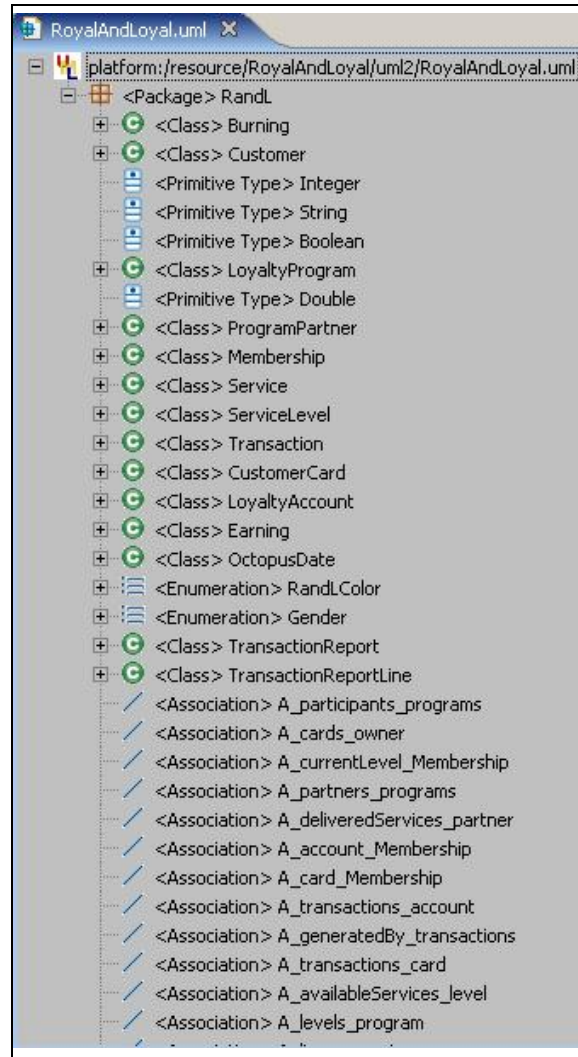 RoyalAndLoyal.uml
platform:/resource/RoyalAndLoyal/uml2/RoyalAndLoyal.uml
<Package> RandL
<Class> Burning
<Class> Customer
<Primitive Type> Integer
<Primitive Type> String
<Primitive Type> Boolean
<Class> LoyaltyProgram
<Primitive Type> Double
<Class> ProgramPartner
<Class> Membership
<Class> Service
<Class> ServiceLevel
<Class> Transaction
<Class> CustomerCard
<Class> LoyaltyAccount
<Class> Earning
<Class> OctopusDate
<Enumeration> RandLColor
<Enumeration> Gender
<Class> TransactionReport
<Class> TransactionReportLine
<Association> A_participants_programs
<Association> A_cards_owner
<Association> A_currentLevel_Membership
<Association> A_partners_programs
<Association> A_deliveredServices_partner
<Association> A_account_Membership
<Association> A_card_Membership
<Association> A_transactions_account
<Association> A_generatedBy_transactions
<Association> A_transactions_card
<Association> A_availableServices_level
<Association> A_levels_program